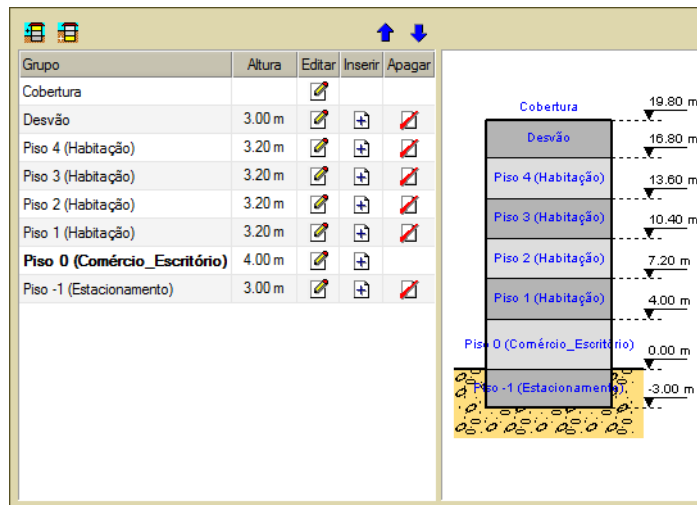 Grupo Altura Editar Inserir Apagar
Cobertura
Desvão 3.00 m
Piso 4 (Habitação) 3.20 m
Piso 3 (Habitação) 3.20 m
Piso 2 (Habitação) 3.20 m
Piso 1 (Habitação) 3.20 m
Piso 0 (Comércio_Escritório) 4.00 m
Piso -1 (Estacionamento) 3.00 m
Cobertura 19.80 m
Desvão 16.80 m
Piso 4 (Habitação) 13.60 m
Piso 3 (Habitação) 10.40 m
Piso 2 (Habitação) 7.20 m
Piso 1 (Habitação) 4.00 m
Piso 0 (Comércio_Escritório) 0.00 m
Piso -1 (Estacionamento) -3.00 m